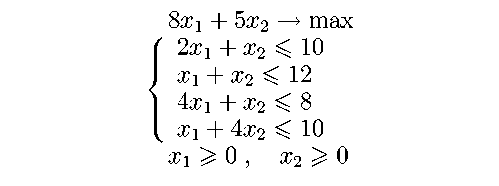 8x₁ + 5x₂ → max
2x₁ + x₂ ⩽ 10
x₁ + x₂ ⩽ 12
4x₁ + x₂ ⩽ 8
x₁ + 4x₂ ⩽ 10
x₁ ⩾ 0 , x₂ ⩾ 0